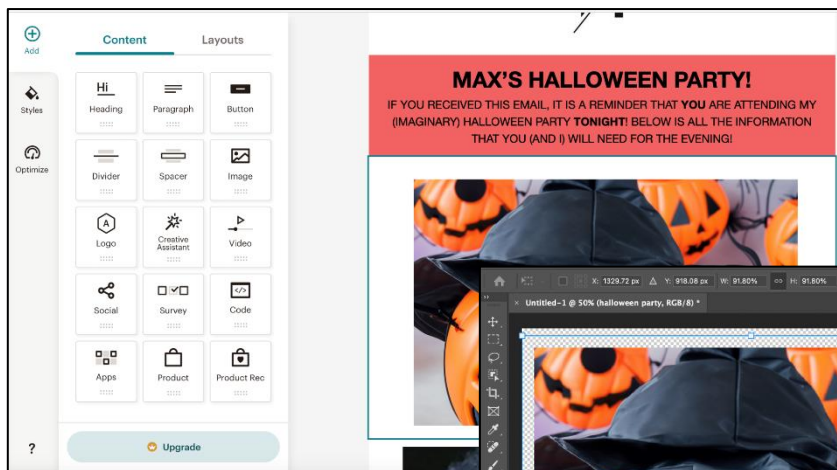 Add
Styles
Optimize
?
Content Layouts
Hi
Heading Paragraph Button
Divider Spacer Image
A
Logo Creative Assistant Video
Social Survey Code
Apps Product Product Rec
Upgrade
MAX'S HALLOWEEN PARTY!
IF YOU RECEIVED THIS EMAIL, IT IS A REMINDER THAT YOU ARE ATTENDING MY
(IMAGINARY) HALLOWEEN PARTY TONIGHT! BELOW IS ALL THE INFORMATION
THAT YOU (AND I) WILL NEED FOR THE EVENING!
X: 1329.72 px Y: 918.08 px W: 91.80% H: 91.80%
× Untitled-1 @ 50% (halloween party, RGB/8) *